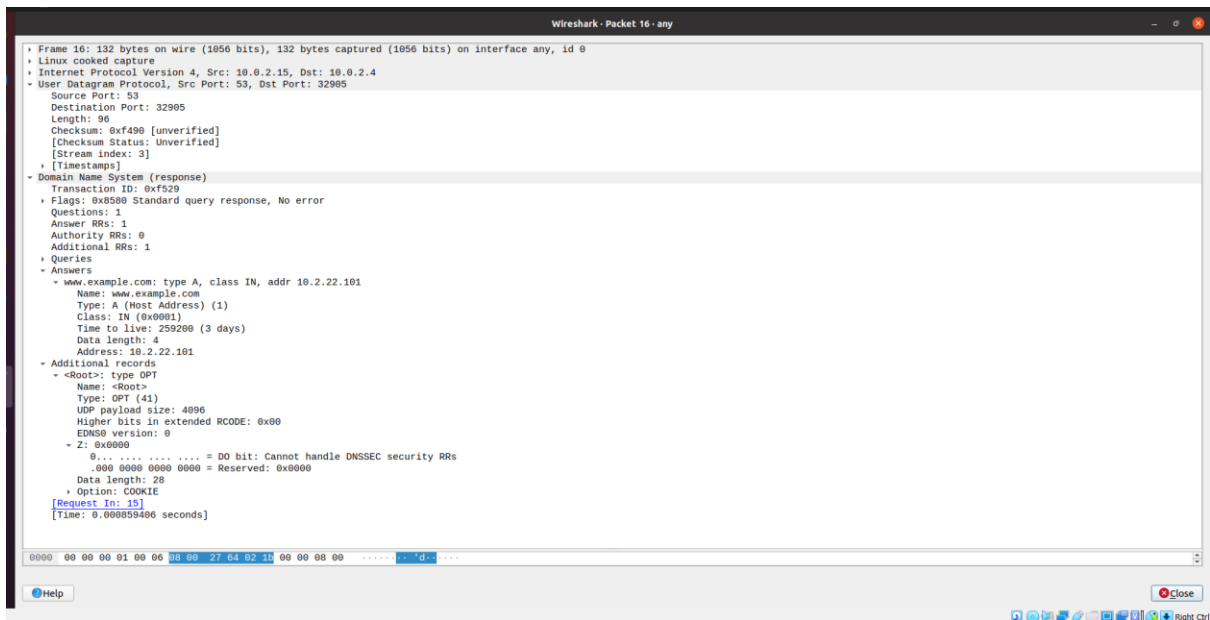 Wireshark · Packet 16 · any
Frame 16: 132 bytes on wire (1056 bits), 132 bytes captured (1056 bits) on interface any, id 0
Linux cooked capture
Internet Protocol Version 4, Src: 10.0.2.15, Dst: 10.0.2.4
User Datagram Protocol, Src Port: 53, Dst Port: 32905
Source Port: 53
Destination Port: 32905
Length: 96
Checksum: 0xf490 [unverified]
[Checksum Status: Unverified]
[Stream index: 3]
[Timestamps]
Domain Name System (response)
Transaction ID: 0xf529
Flags: 0x8580 Standard query response, No error
Questions: 1
Answer RRs: 1
Authority RRs: 0
Additional RRs: 1
Queries
Answers
www.example.com: type A, class IN, addr 10.2.22.101
Name: www.example.com
Type: A (Host Address) (1)
Class: IN (0x0001)
Time to live: 259200 (3 days)
Data length: 4
Address: 10.2.22.101
Additional records
<Root>: type OPT
Name: <Root>
Type: OPT (41)
UDP payload size: 4096
Higher bits in extended RCODE: 0x00
EDNS0 version: 0
Z: 0x0000
0... .... .... .... = DO bit: Cannot handle DNSSEC security RRs
.000 0000 0000 0000 = Reserved: 0x0000
Data length: 28
Option: COOKIE
[Request In: 15]
[Time: 0.000859406 seconds]
0000 00 00 00 01 00 06 08 00 27 64 02 1b 00 00 08 00 ········ 'd······
Help
Close
Right Ctrl